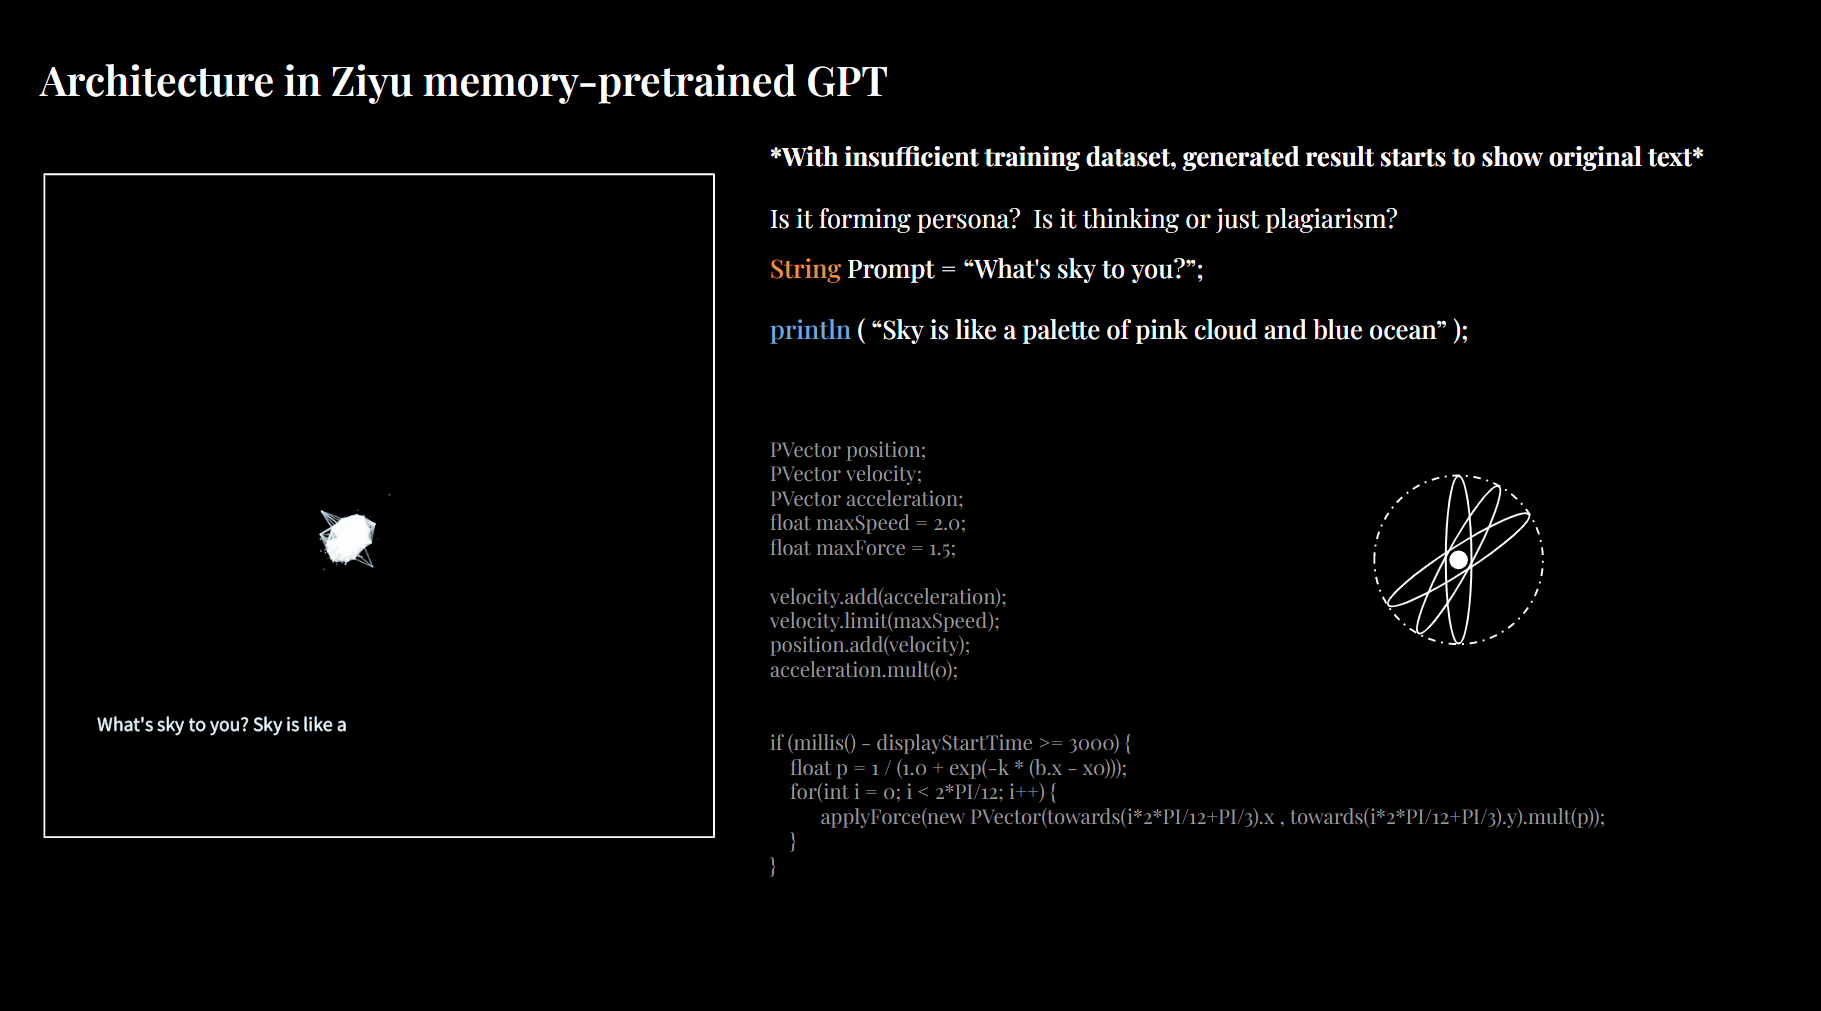 Architecture in Ziyu memory-pretrained GPT
*With insufficient training dataset, generated result starts to show original text*
Is it forming persona?  Is it thinking or just plagiarism?
String Prompt = “What's sky to you?”;
println ( “Sky is like a palette of pink cloud and blue ocean” );
What's sky to you? Sky is like a
PVector position;
PVector velocity;
PVector acceleration;
float maxSpeed = 2.0;
float maxForce = 1.5;
velocity.add(acceleration);
velocity.limit(maxSpeed);
position.add(velocity);
acceleration.mult(0);
if (millis() - displayStartTime >= 3000) {
    float p = 1 / (1.0 + exp(-k * (b.x - x0)));
    for(int i = 0; i < 2*PI/12; i++) {
        applyForce(new PVector(towards(i*2*PI/12+PI/3).x , towards(i*2*PI/12+PI/3).y).mult(p));
    }
}